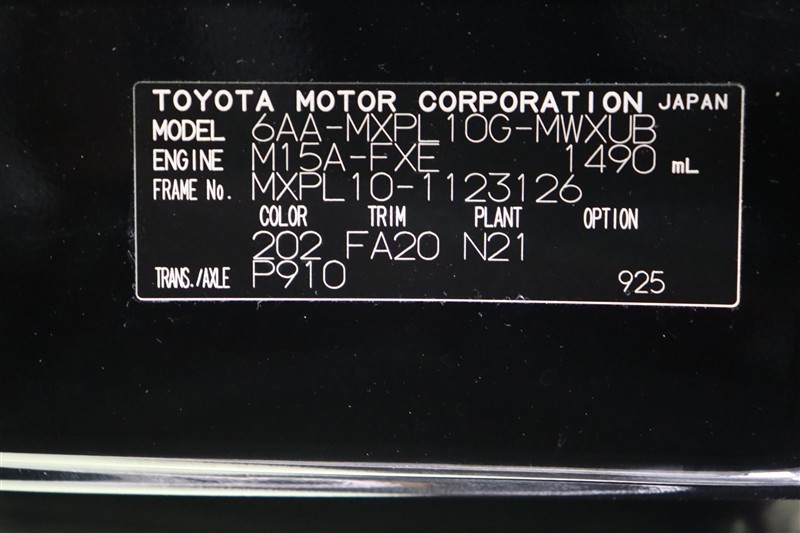 TOYOTA MOTOR CORPORATION JAPAN
MODEL 6AA-MXPL10G-MWXUB
ENGINE M15A-FXE 1490 mL
FRAME No. MXPL10-1123126
COLOR TRIM PLANT OPTION
202 FA20 N21
TRANS./AXLE P910 925